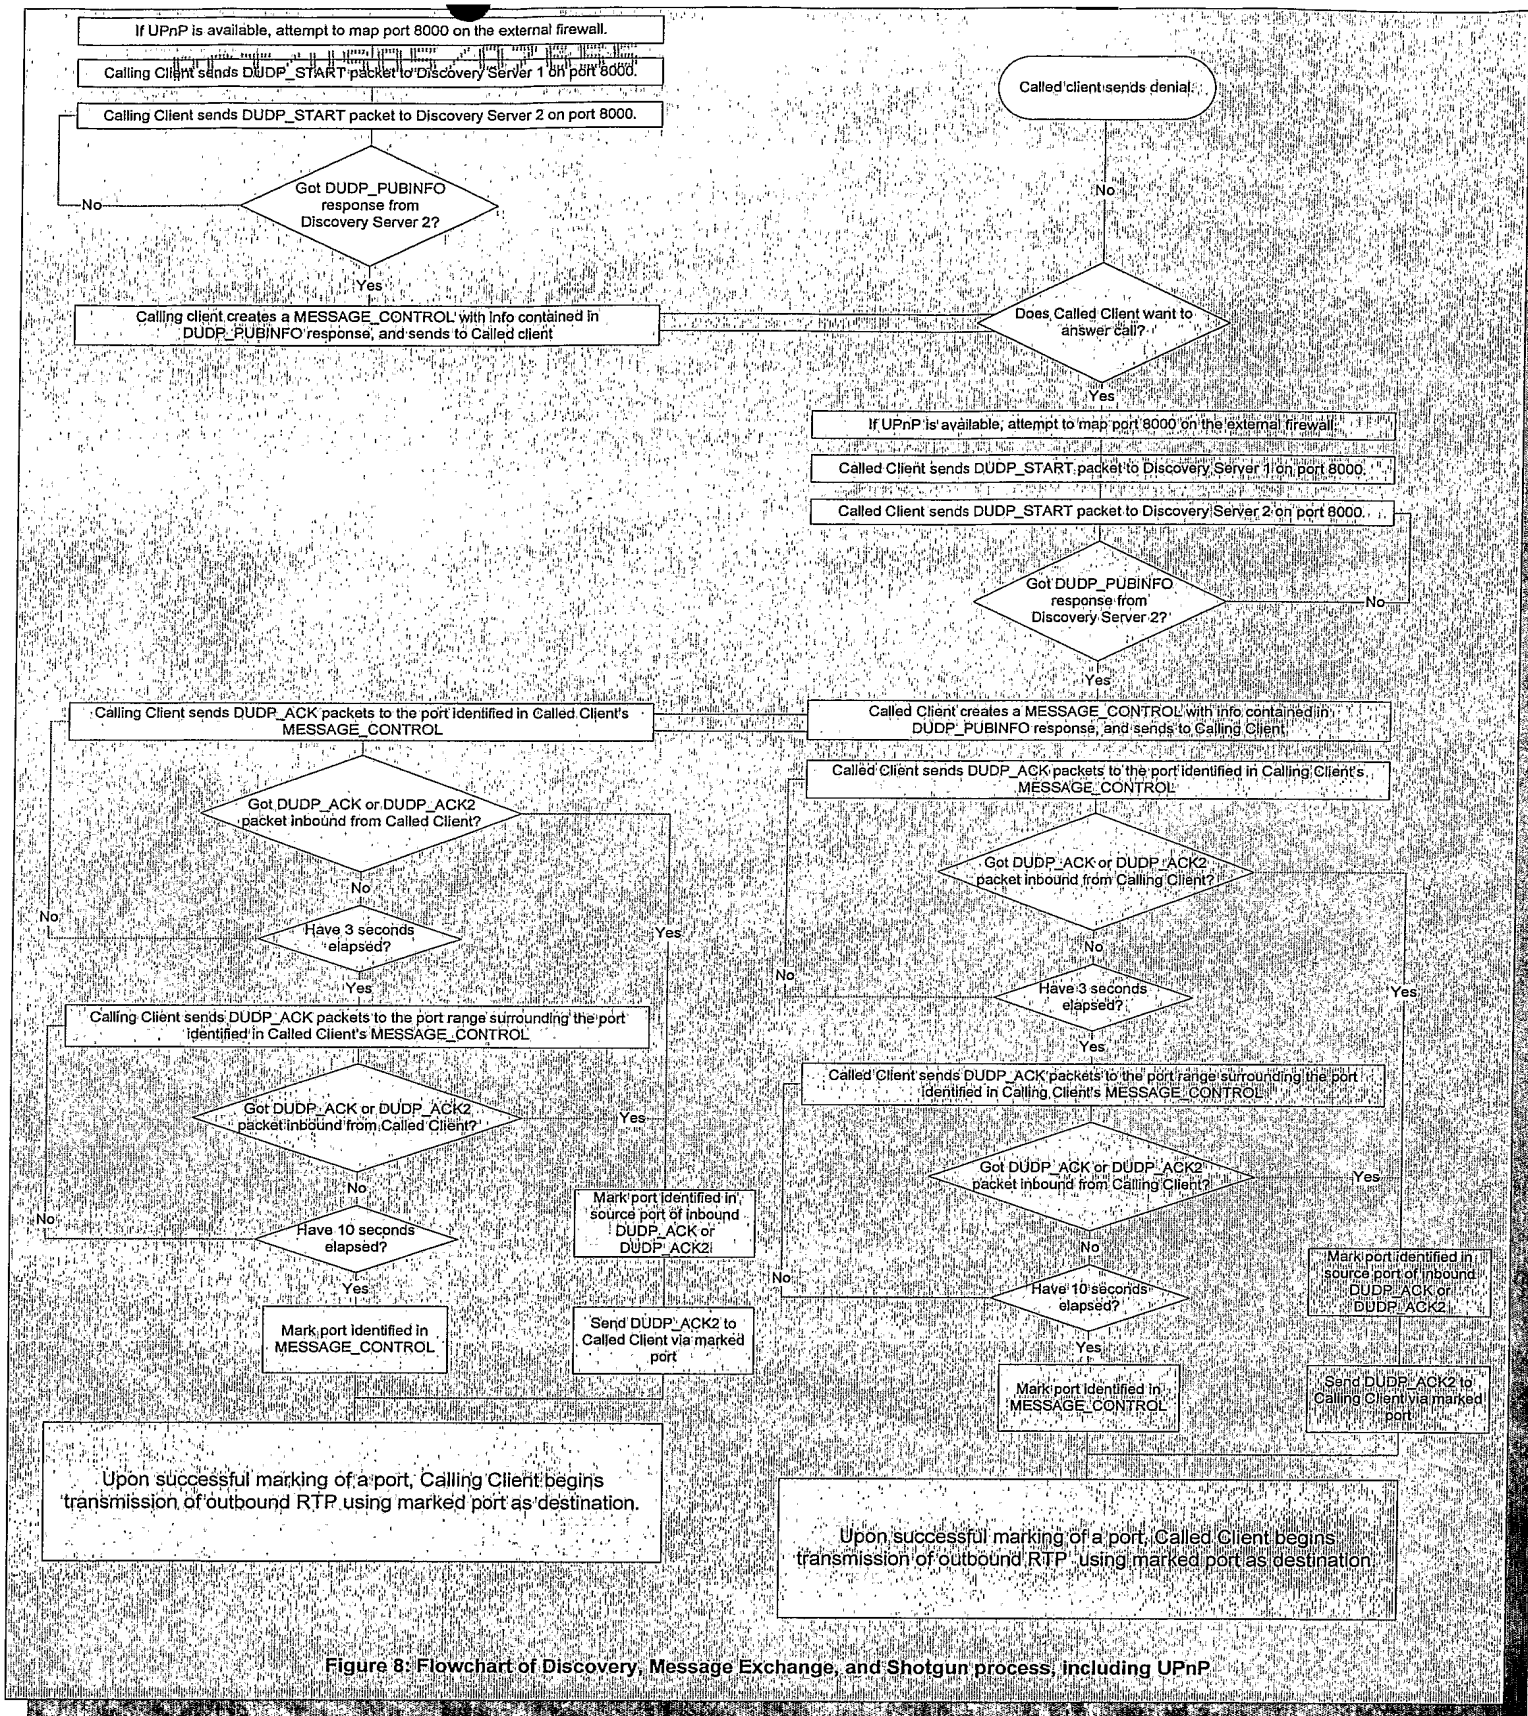 If UPnP is available, attempt to map port 8000 on the external firewall.
Calling Client sends DUDP_START packet to Discovery Server 1 on port 8000.
Calling Client sends DUDP_START packet to Discovery Server 2 on port 8000.
Got DUDP_PUBINFO
response from
Discovery Server 2?
No
Yes
Calling client creates a MESSAGE_CONTROL with info contained in
DUDP_PUBINFO response, and sends to Called client
Called client sends denial.
No
Does Called Client want to
answer call?
Yes
If UPnP is available, attempt to map port 8000 on the external firewall.
Called Client sends DUDP_START packet to Discovery Server 1 on port 8000.
Called Client sends DUDP_START packet to Discovery Server 2 on port 8000.
Got DUDP_PUBINFO
response from
Discovery Server 2?
No
Yes
Called Client creates a MESSAGE_CONTROL with info contained in
DUDP_PUBINFO response, and sends to Calling Client
Calling Client sends DUDP_ACK packets to the port identified in Called Client's
MESSAGE_CONTROL
Got DUDP_ACK or DUDP_ACK2
packet inbound from Called Client?
No
Have 3 seconds
elapsed?
No
Yes
Yes
Calling Client sends DUDP_ACK packets to the port range surrounding the port
identified in Called Client's MESSAGE_CONTROL
Got DUDP_ACK or DUDP_ACK2
packet inbound from Called Client?
Yes
No
Have 10 seconds
elapsed?
No
Yes
Mark port identified in
source port of inbound
DUDP_ACK or
DUDP_ACK2
Mark port identified in
MESSAGE_CONTROL
Send DUDP_ACK2 to
Called Client via marked
port
Upon successful marking of a port, Calling Client begins
transmission of outbound RTP using marked port as destination.
Called Client sends DUDP_ACK packets to the port identified in Calling Client's
MESSAGE_CONTROL
Got DUDP_ACK or DUDP_ACK2
packet inbound from Calling Client?
No
Have 3 seconds
elapsed?
No
Yes
Yes
Called Client sends DUDP_ACK packets to the port range surrounding the port
identified in Calling Client's MESSAGE_CONTROL
Got DUDP_ACK or DUDP_ACK2
packet inbound from Calling Client?
Yes
No
Have 10 seconds
elapsed?
No
Yes
Mark port identified in
source port of inbound
DUDP_ACK or
DUDP_ACK2
Mark port identified in
MESSAGE_CONTROL
Send DUDP_ACK2 to
Calling Client via marked
port
Upon successful marking of a port, Called Client begins
transmission of outbound RTP using marked port as destination.
Figure 8: Flowchart of Discovery, Message Exchange, and Shotgun process, including UPnP